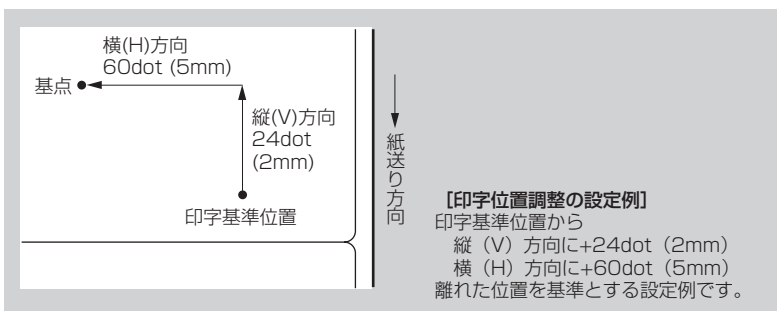 横(H)方向
60dot (5mm)
基点
縦(V)方向
24dot
(2mm)
印字基準位置
紙送り方向
［印字位置調整の設定例］
印字基準位置から
縦（V）方向に+24dot（2mm）
横（H）方向に+60dot（5mm）
離れた位置を基準とする設定例です。